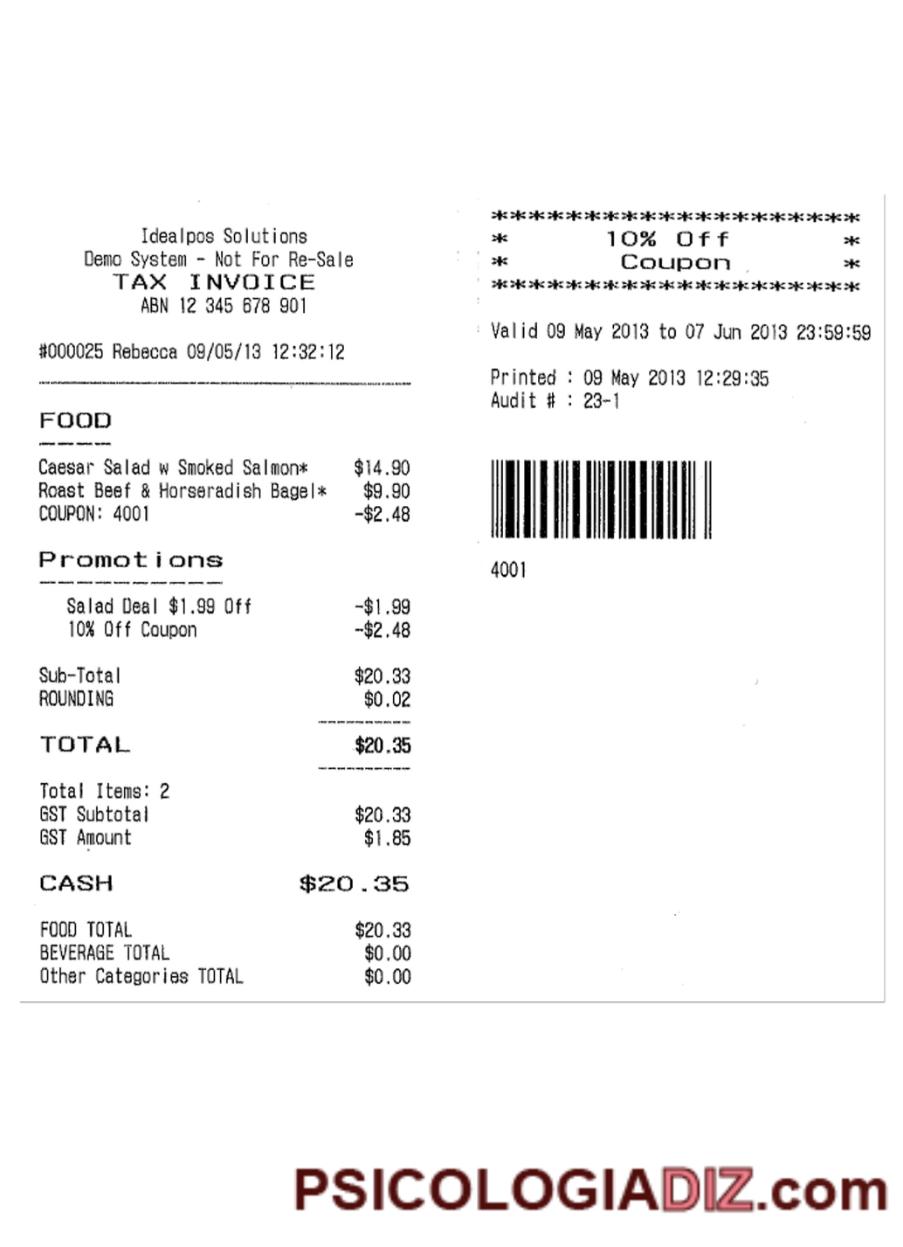 Idealpos Solutions
Demo System - Not For Re-Sale
TAX INVOICE
ABN 12 345 678 901
#000025 Rebecca 09/05/13 12:32:12
FOOD
Caesar Salad w Smoked Salmon* $14.90
Roast Beef & Horseradish Bagel* $9.90
COUPON: 4001 -$2.48
Promotions
Salad Deal $1.99 Off -$1.99
10% Off Coupon -$2.48
Sub-Total $20.33
ROUNDING $0.02
TOTAL $20.35
Total Items: 2
GST Subtotal $20.33
GST Amount $1.85
CASH $20.35
FOOD TOTAL $20.33
BEVERAGE TOTAL $0.00
Other Categories TOTAL $0.00
********************
* 10% Off *
* Coupon *
********************
Valid 09 May 2013 to 07 Jun 2013 23:59:59
Printed : 09 May 2013 12:29:35
Audit # : 23-1
4001
PSICOLOGIADIZ.com